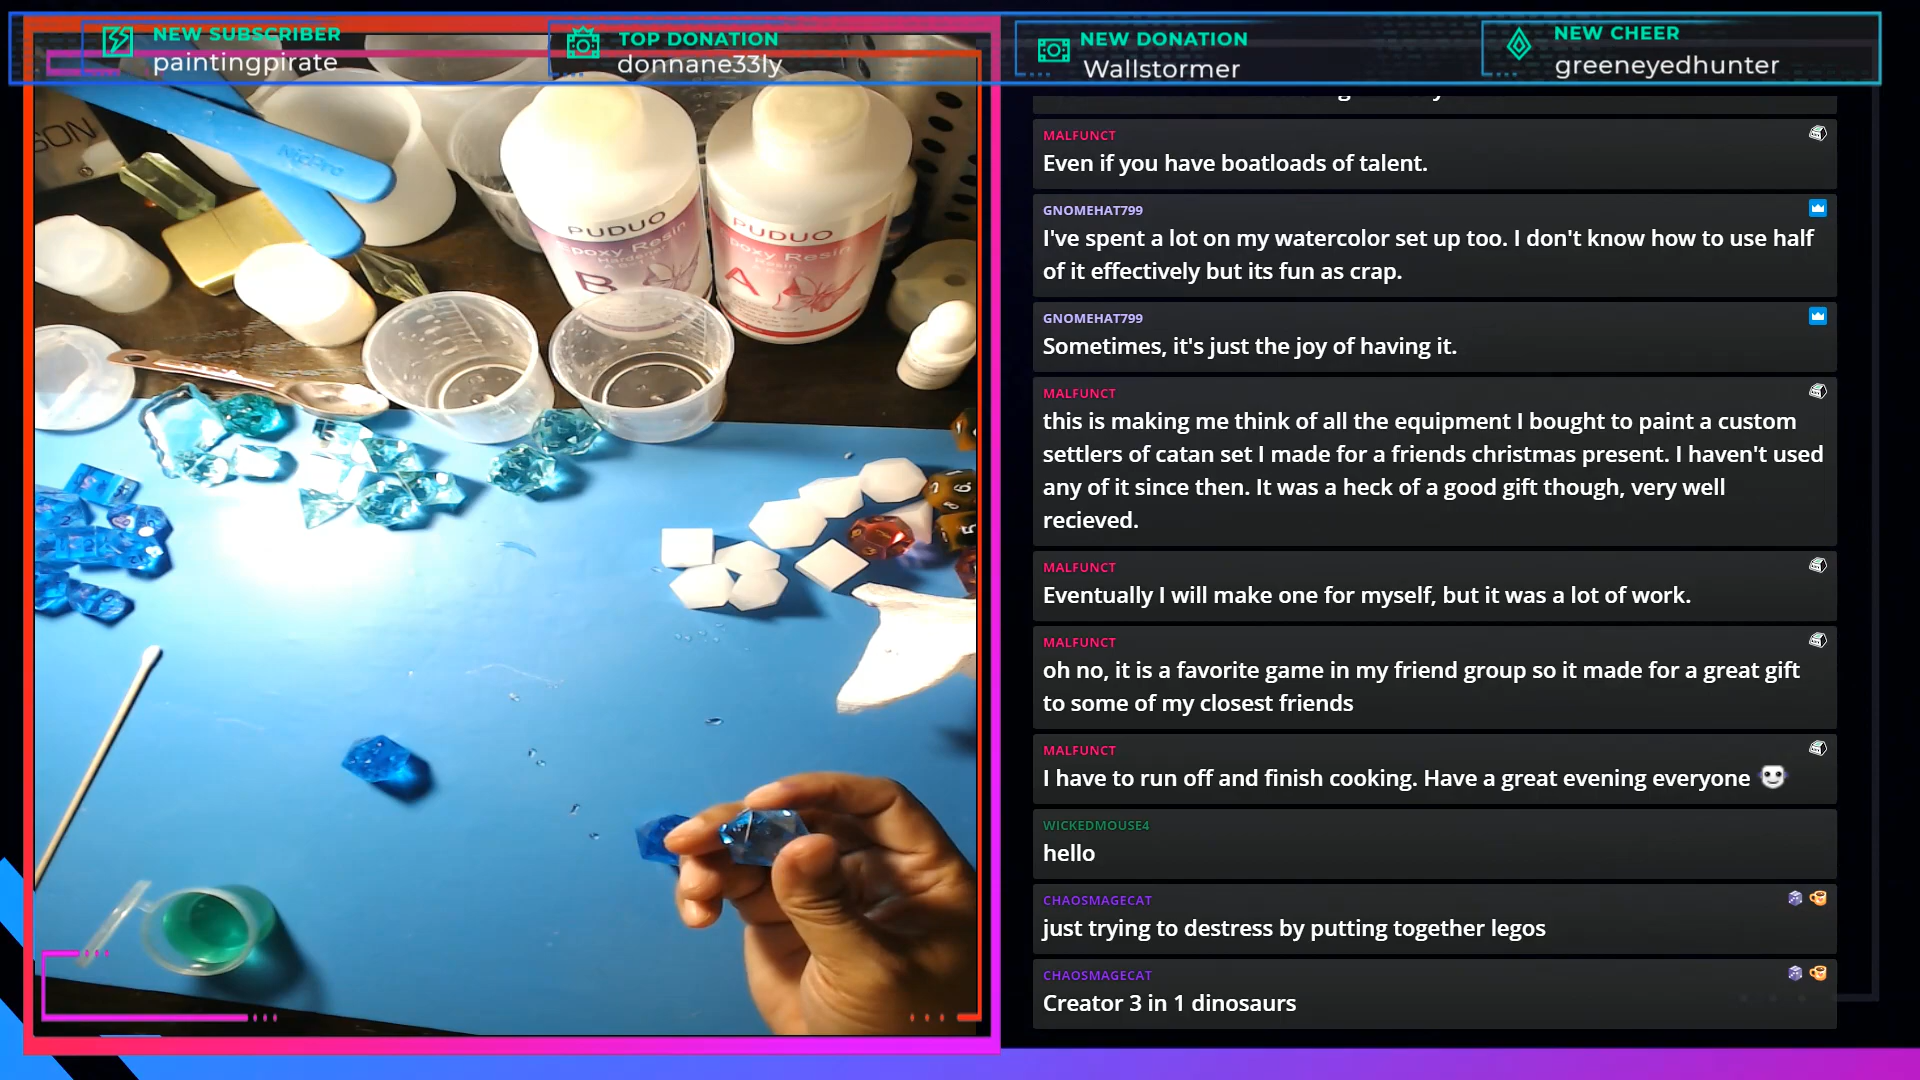 NEW SUBSCRIBER
paintingpirate
TOP DONATION
donnane33ly
NEW DONATION
Wallstormer
NEW CHEER
greeneyedhunter
PUDUO
Epoxy Resin
Hardener
B
PUDUO
Epoxy Resin
Resin
A
MALFUNCT
Even if you have boatloads of talent.
GNOMEHAT799
I've spent a lot on my watercolor set up too. I don't know how to use half
of it effectively but its fun as crap.
GNOMEHAT799
Sometimes, it's just the joy of having it.
MALFUNCT
this is making me think of all the equipment I bought to paint a custom
settlers of catan set I made for a friends christmas present. I haven't used
any of it since then. It was a heck of a good gift though, very well
recieved.
MALFUNCT
Eventually I will make one for myself, but it was a lot of work.
MALFUNCT
oh no, it is a favorite game in my friend group so it made for a great gift
to some of my closest friends
MALFUNCT
I have to run off and finish cooking. Have a great evening everyone
WICKEDMOUSE4
hello
CHAOSMAGECAT
just trying to destress by putting together legos
CHAOSMAGECAT
Creator 3 in 1 dinosaurs